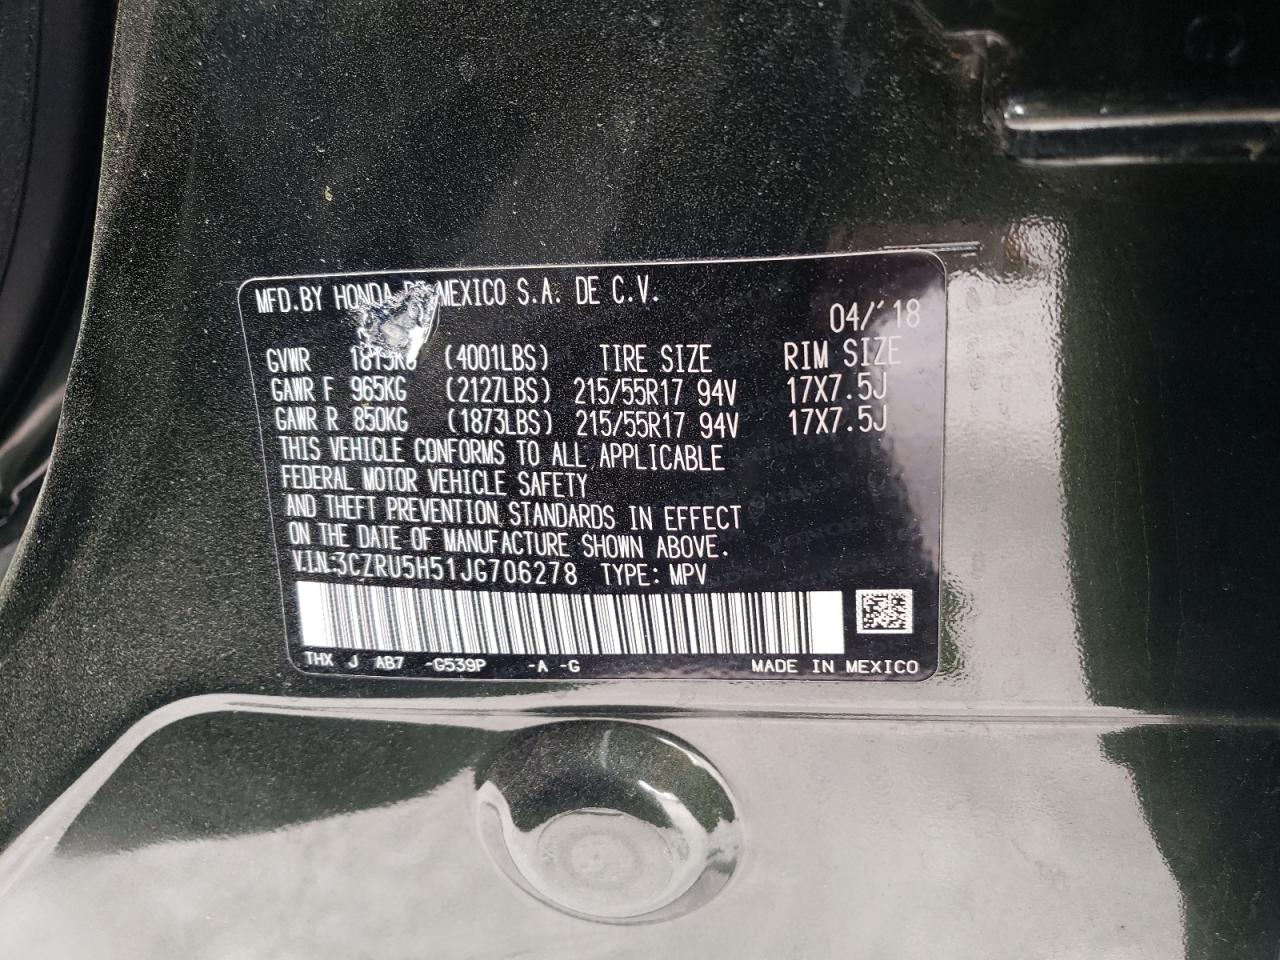 MFD.BY HONDA DE MEXICO S.A. DE C.V.
04/'18
GVWR 1815KG (4001LBS) TIRE SIZE RIM SIZE
GAWR F 965KG (2127LBS) 215/55R17 94V 17X7.5J
GAWR R 850KG (1873LBS) 215/55R17 94V 17X7.5J
THIS VEHICLE CONFORMS TO ALL APPLICABLE
FEDERAL MOTOR VEHICLE SAFETY
AND THEFT PREVENTION STANDARDS IN EFFECT
ON THE DATE OF MANUFACTURE SHOWN ABOVE.
V.I.N:3CZRU5H51JG706278 TYPE: MPV
THX J AB7 -G539P -A -G MADE IN MEXICO